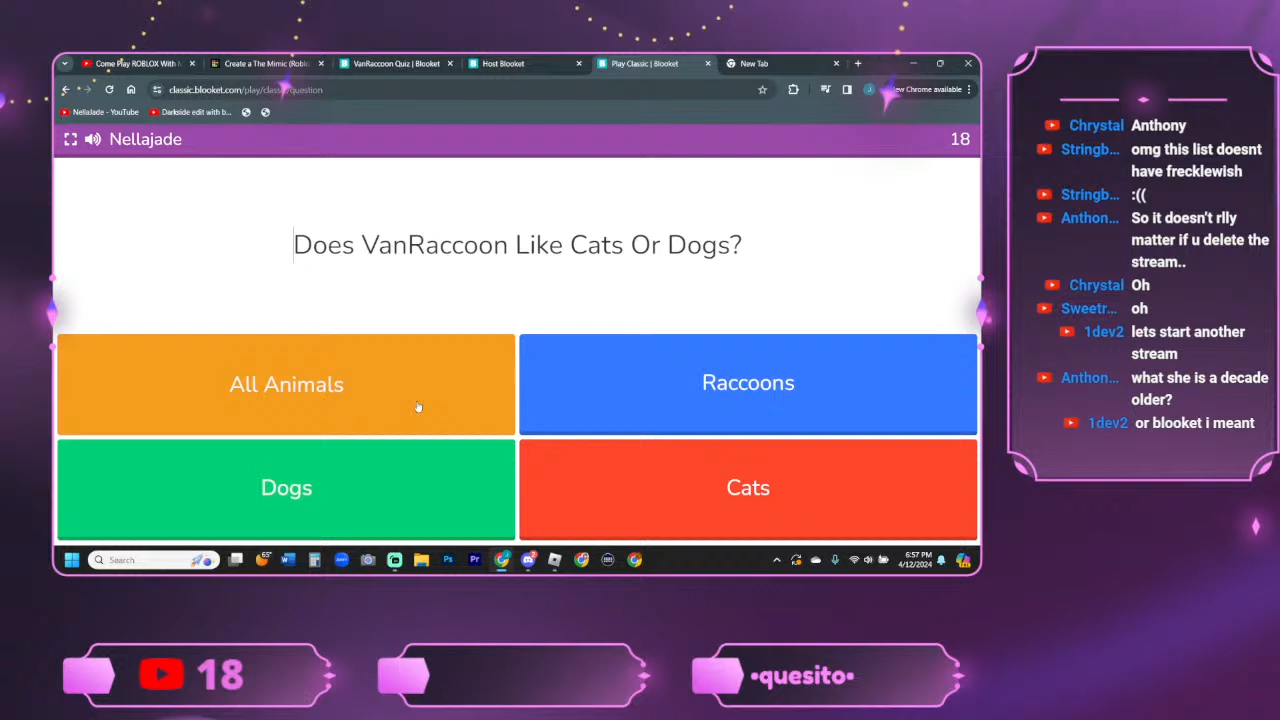 Come Play ROBLOX With M
Create a The Mimic (Roblo
VanRaccoon Quiz | Blooket
Host Blooket
Play Classic | Blooket
New Tab
classic.blooket.com/play/classic/question
New Chrome available
NellaJade - YouTube
Darkside edit with b...
Nellajade
18
Does VanRaccoon Like Cats Or Dogs?
All Animals
Raccoons
Dogs
Cats
65°
Search
6:57 PM
4/12/2024
Chrystal Anthony
Stringb... omg this list doesnt
have frecklewish
Stringb... :((
Anthon... So it doesn't rlly
matter if u delete the
stream..
Chrystal Oh
Sweetr... oh
1dev2 lets start another
stream
Anthon... what she is a decade
older?
1dev2 or blooket i meant
18
•quesito•